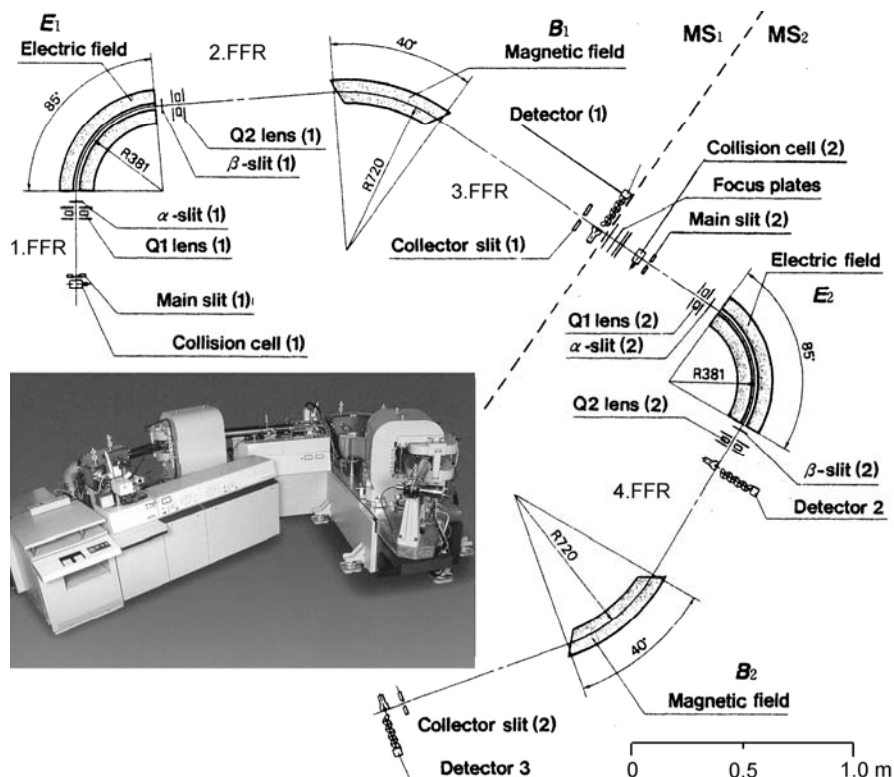 E1
Electric field
2.FFR
85°
R381
Q2 lens (1)
β-slit (1)
α-slit (1)
Q1 lens (1)
1.FFR
Main slit (1)
Collision cell (1)
40°
B1
Magnetic field
R720
3.FFR
Detector (1)
Collector slit (1)
MS1
MS2
Collision cell (2)
Focus plates
Main slit (2)
Electric field
E2
Q1 lens (2)
α-slit (2)
85°
R381
Q2 lens (2)
β-slit (2)
4.FFR
Detector 2
R720
40°
B2
Magnetic field
Collector slit (2)
Detector 3
0 0.5 1.0 m